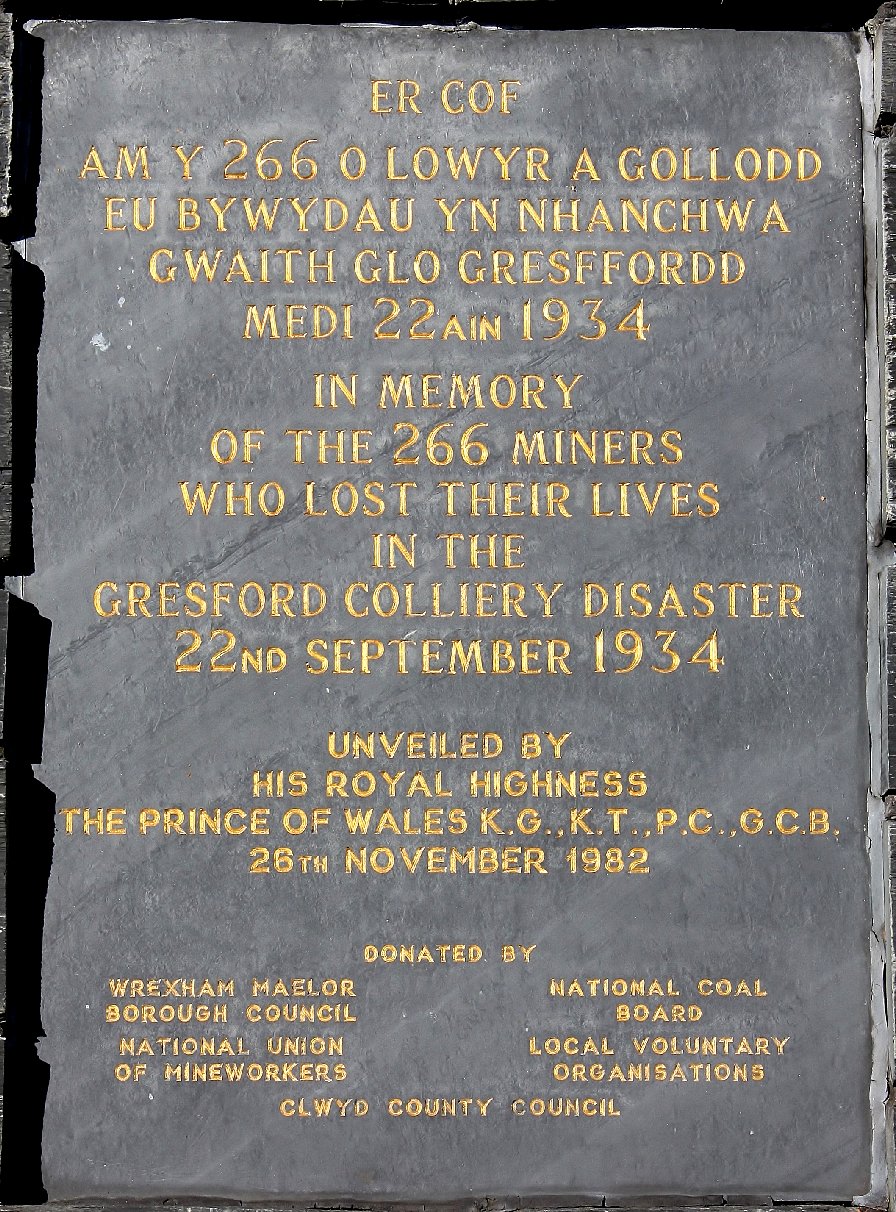 ER COF
AM Y 266 O LOWYR A GOLLODD
EU BYWYDAU YN NHANCHWA
GWAITH GLO GRESFFORDD
MEDI 22AIN 1934
IN MEMORY
OF THE 266 MINERS
WHO LOST THEIR LIVES
IN THE
GRESFORD COLLIERY DISASTER
22ND SEPTEMBER 1934
UNVEILED BY
HIS ROYAL HIGHNESS
THE PRINCE OF WALES K.G.,K.T.,P.C.,G.C.B.
26TH NOVEMBER 1982
DONATED BY
WREXHAM MAELOR
BOROUGH COUNCIL
NATIONAL COAL
BOARD
NATIONAL UNION
OF MINEWORKERS
LOCAL VOLUNTARY
ORGANISATIONS
CLWYD COUNTY COUNCIL